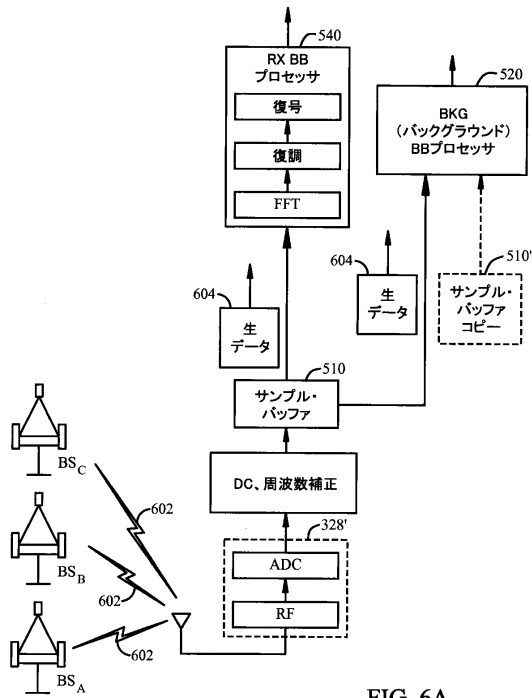 540
RX BB
プロセッサ
復号
復調
FFT
520
BKG
（バックグラウンド）
BBプロセッサ
604
生
データ
604
生
データ
510'
サンプル・
バッファ
コピー
510
サンプル・
バッファ
DC、周波数補正
328'
ADC
RF
BSC
602
BSB
602
BSA
602
FIG. 6A